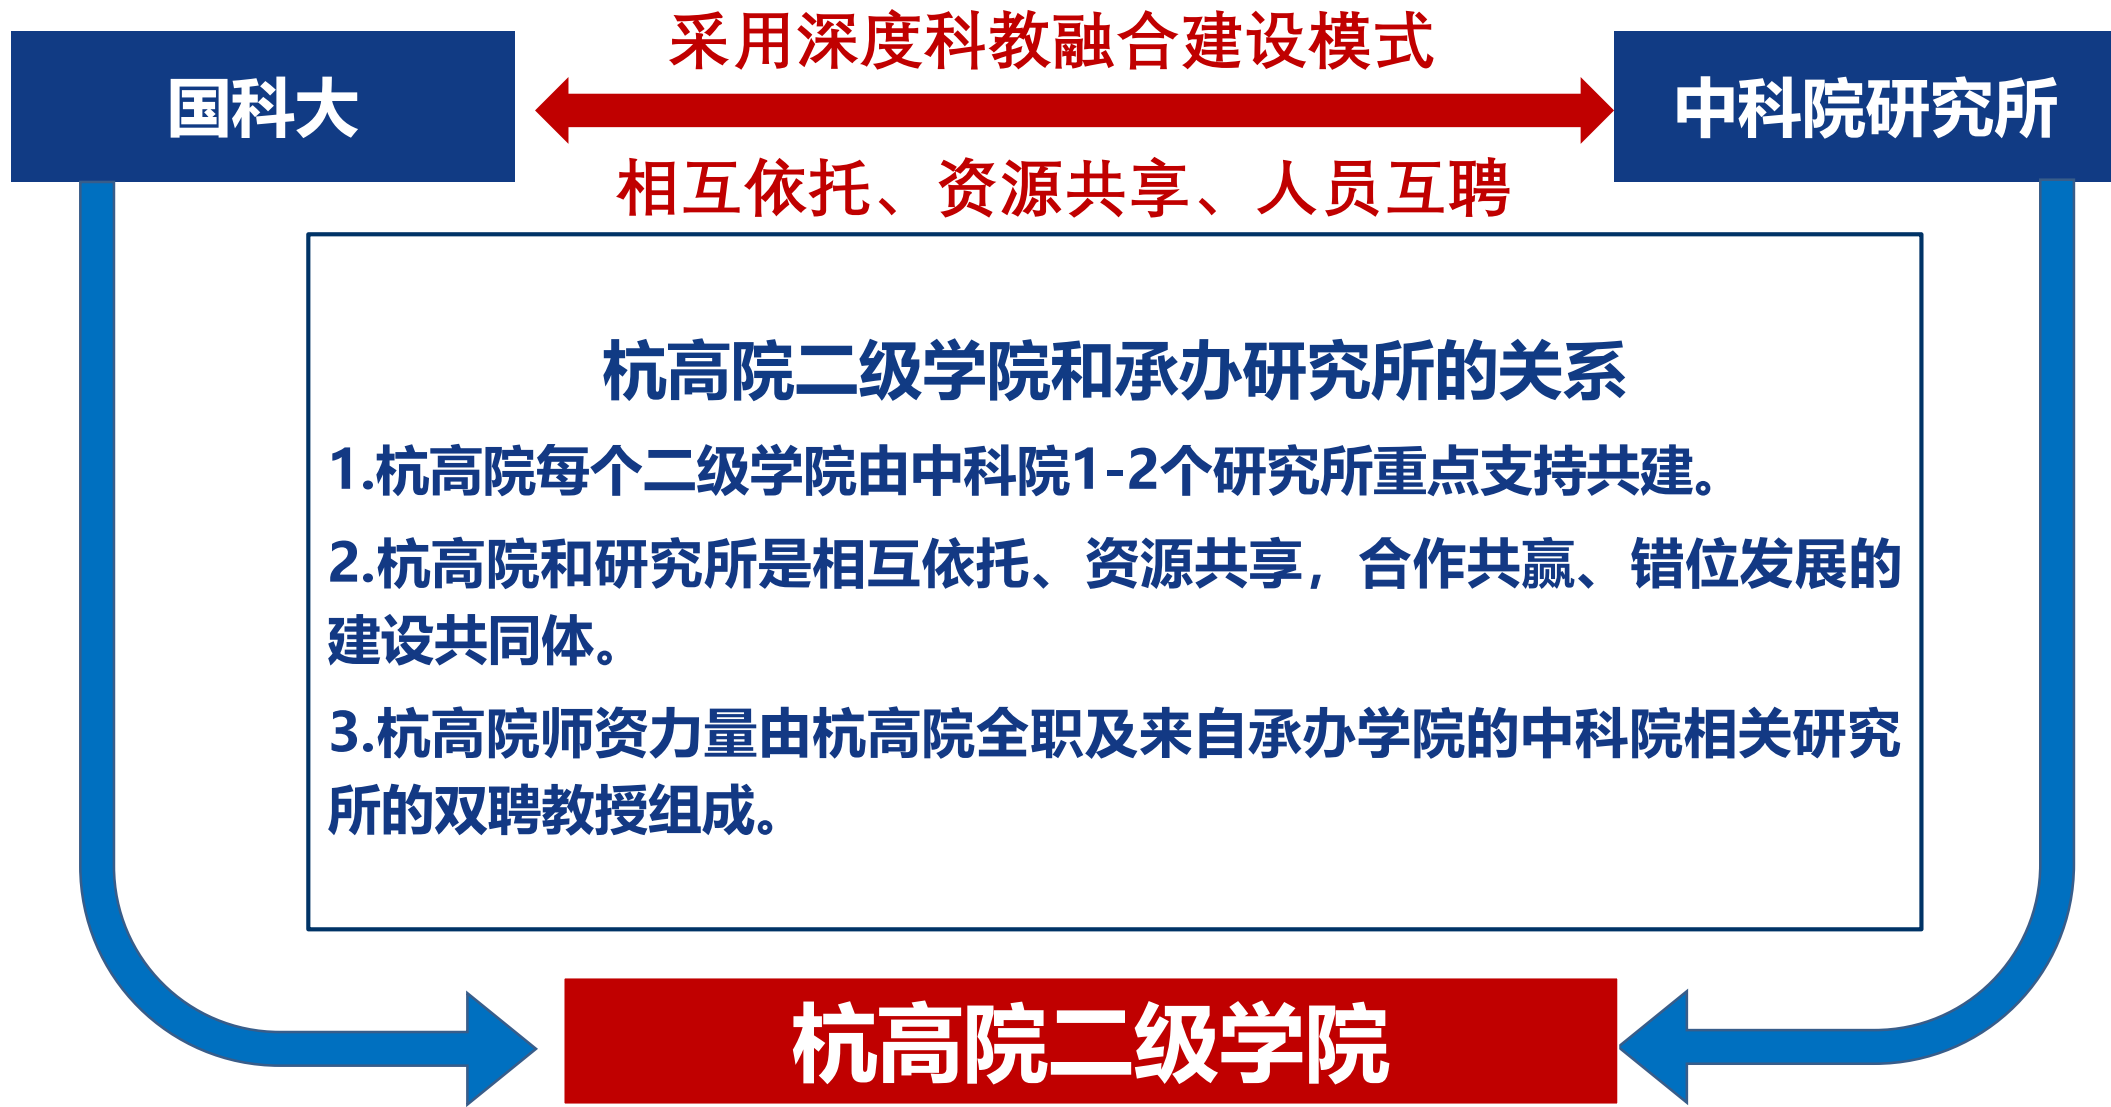 采用深度科教融合建设模式
国科大
中科院研究所
相互依托、资源共享、人员互聘
杭高院二级学院和承办研究所的关系
1.杭高院每个二级学院由中科院1-2个研究所重点支持共建。
2.杭高院和研究所是相互依托、资源共享，合作共赢、错位发展的
建设共同体。
3.杭高院师资力量由杭高院全职及来自承办学院的中科院相关研究
所的双聘教授组成。
杭高院二级学院